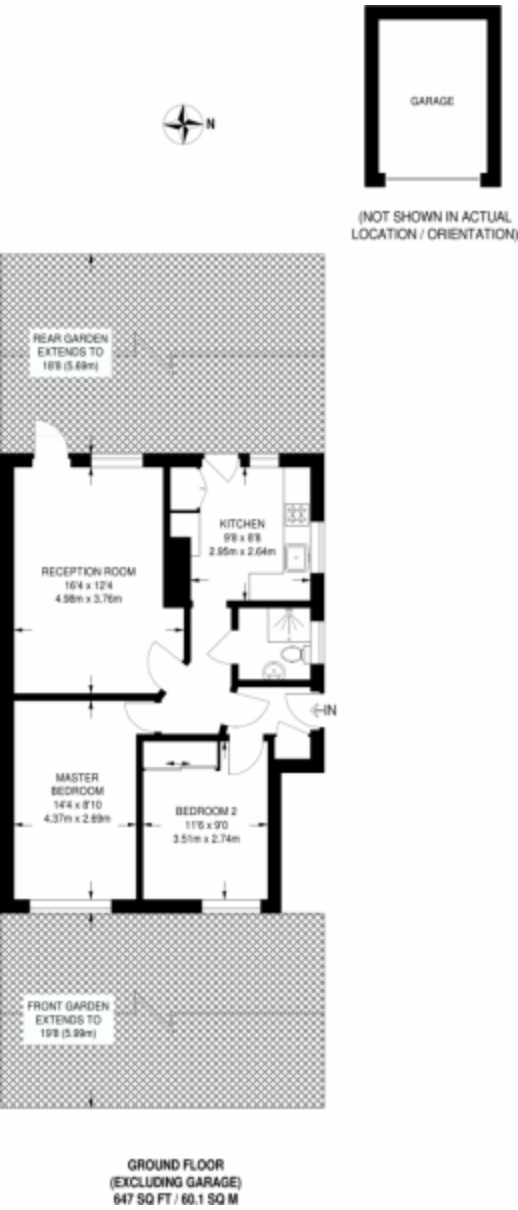 GARAGE
N
(NOT SHOWN IN ACTUAL
LOCATION / ORIENTATION)
REAR GARDEN
EXTENDS TO
18'8 (5.69m)
KITCHEN
9'8 x 8'8
2.95m x 2.64m
RECEPTION ROOM
16'4 x 12'4
4.98m x 3.76m
IN
MASTER
BEDROOM
14'4 x 8'10
4.37m x 2.69m
BEDROOM 2
11'6 x 9'0
3.51m x 2.74m
FRONT GARDEN
EXTENDS TO
19'8 (5.99m)
GROUND FLOOR
(EXCLUDING GARAGE)
647 SQ FT / 60.1 SQ M